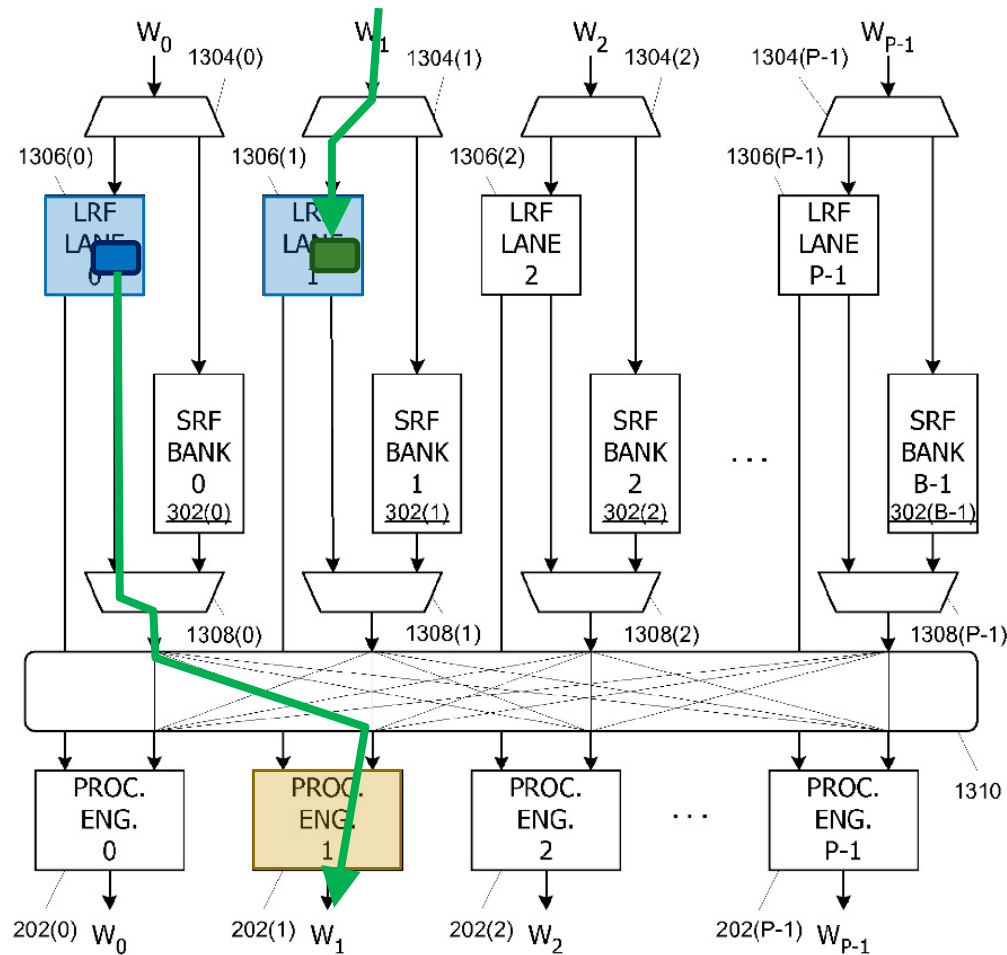 W0 W1 W2 WP-1
1304(0) 1304(1) 1304(2) 1304(P-1)
1306(0) 1306(1) 1306(2) 1306(P-1)
LRF LANE 0
LRF LANE 1
LRF LANE 2
LRF LANE P-1
SRF BANK 0 302(0)
SRF BANK 1 302(1)
SRF BANK 2 302(2)
. . .
SRF BANK B-1 302(B-1)
1308(0) 1308(1) 1308(2) 1308(P-1)
1310
PROC. ENG. 0
PROC. ENG. 1
PROC. ENG. 2
. . .
PROC. ENG. P-1
202(0) W0 202(1) W1 202(2) W2 202(P-1) WP-1